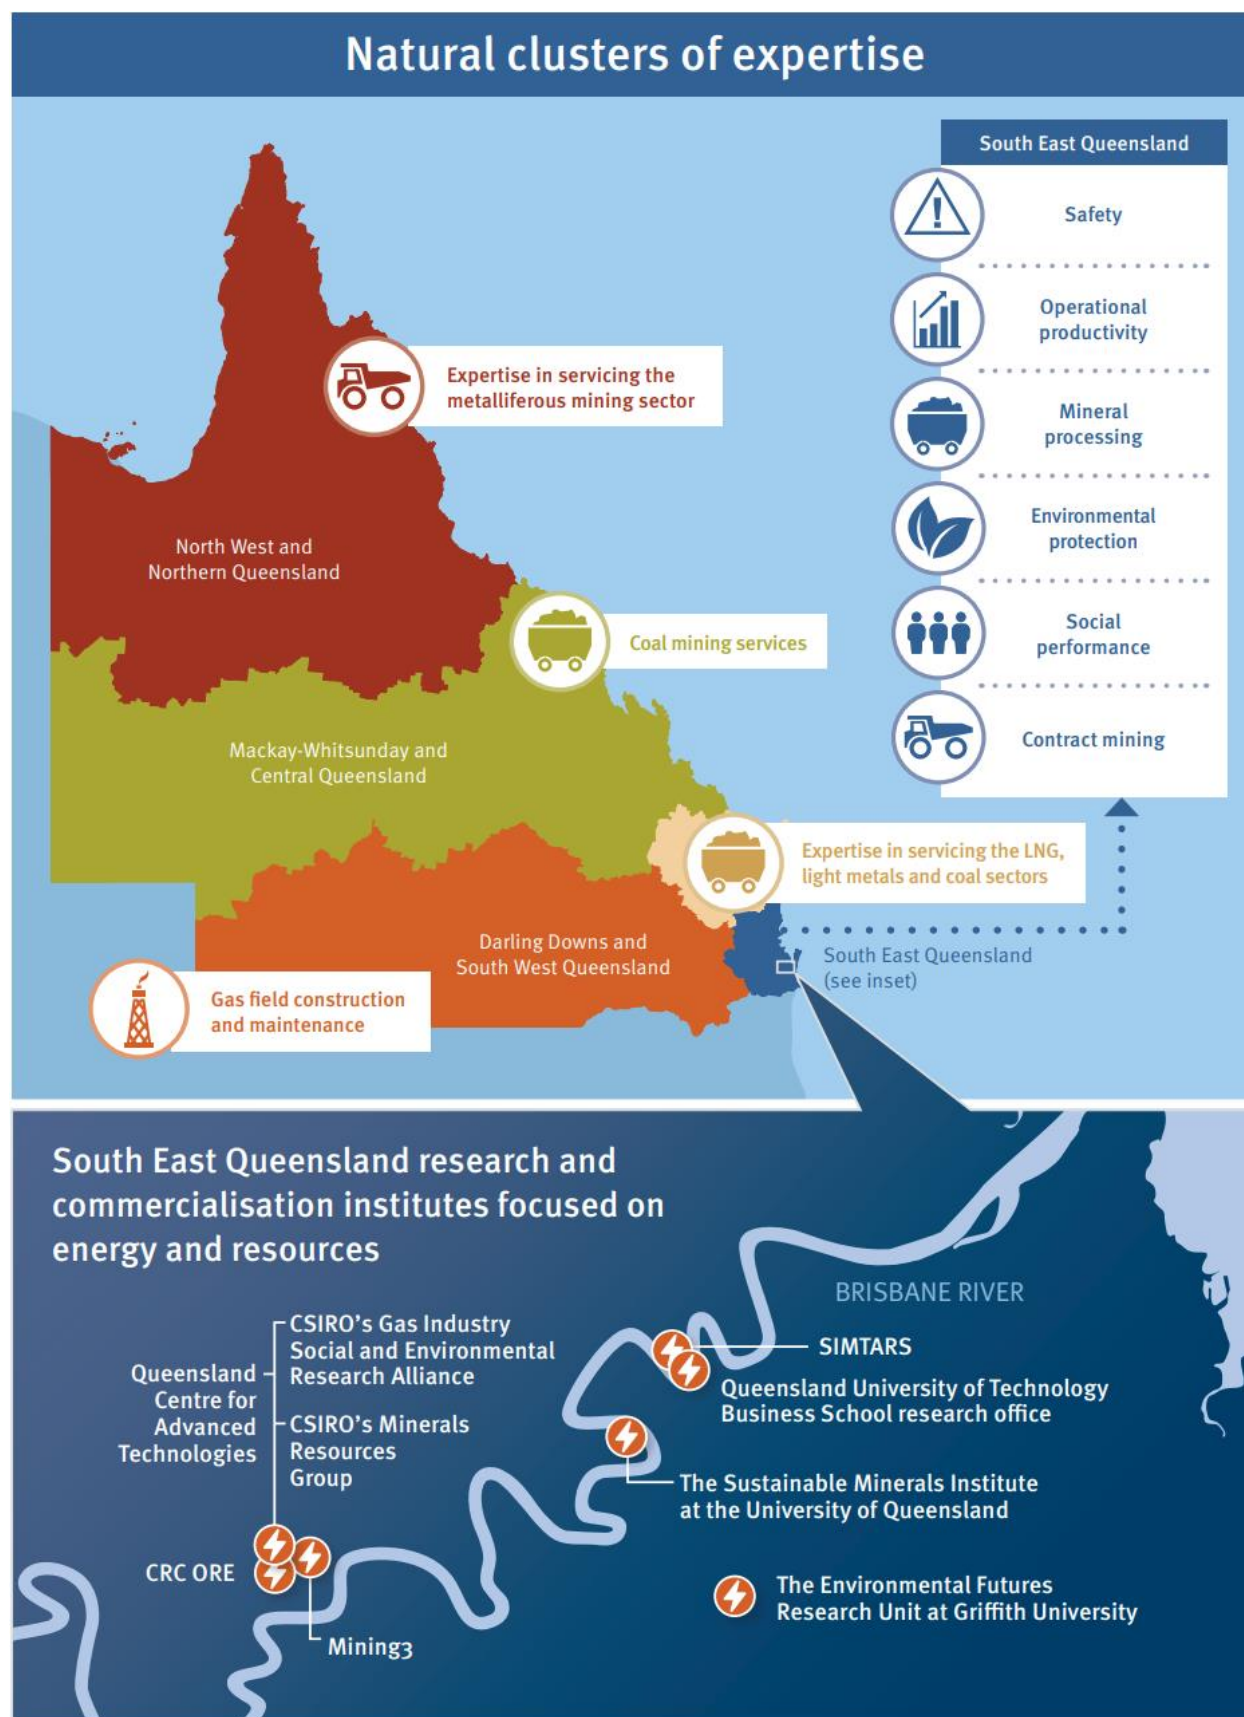 Natural clusters of expertise
South East Queensland
Safety
Operational
productivity
Mineral
processing
Environmental
protection
Social
performance
Contract mining
Expertise in servicing the
metalliferous mining sector
North West and
Northern Queensland
Coal mining services
Mackay-Whitsunday and
Central Queensland
Expertise in servicing the LNG,
light metals and coal sectors
Darling Downs and
South West Queensland
South East Queensland
(see inset)
Gas field construction
and maintenance
South East Queensland research and
commercialisation institutes focused on
energy and resources
BRISBANE RIVER
CSIRO's Gas Industry
Social and Environmental
Research Alliance
Queensland
Centre for
Advanced
Technologies
CSIRO's Minerals
Resources
Group
SIMTARS
Queensland University of Technology
Business School research office
The Sustainable Minerals Institute
at the University of Queensland
CRC ORE
Mining3
The Environmental Futures
Research Unit at Griffith University